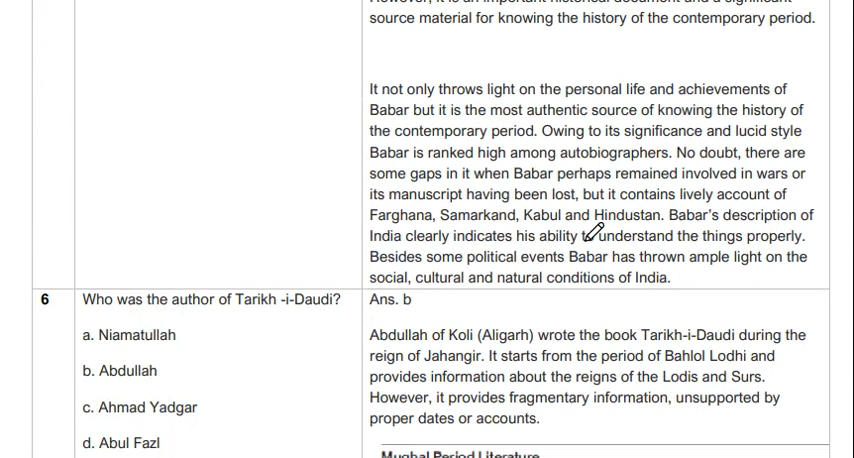 source material for knowing the history of the contemporary period.
It not only throws light on the personal life and achievements of
Babar but it is the most authentic source of knowing the history of
the contemporary period. Owing to its significance and lucid style
Babar is ranked high among autobiographers. No doubt, there are
some gaps in it when Babar perhaps remained involved in wars or
its manuscript having been lost, but it contains lively account of
Farghana, Samarkand, Kabul and Hindustan. Babar's description of
India clearly indicates his ability to understand the things properly.
Besides some political events Babar has thrown ample light on the
social, cultural and natural conditions of India.
6
Who was the author of Tarikh -i-Daudi?
a. Niamatullah
b. Abdullah
c. Ahmad Yadgar
d. Abul Fazl
Ans. b
Abdullah of Koli (Aligarh) wrote the book Tarikh-i-Daudi during the
reign of Jahangir. It starts from the period of Bahlol Lodhi and
provides information about the reigns of the Lodis and Surs.
However, it provides fragmentary information, unsupported by
proper dates or accounts.
Mughal Period Literature